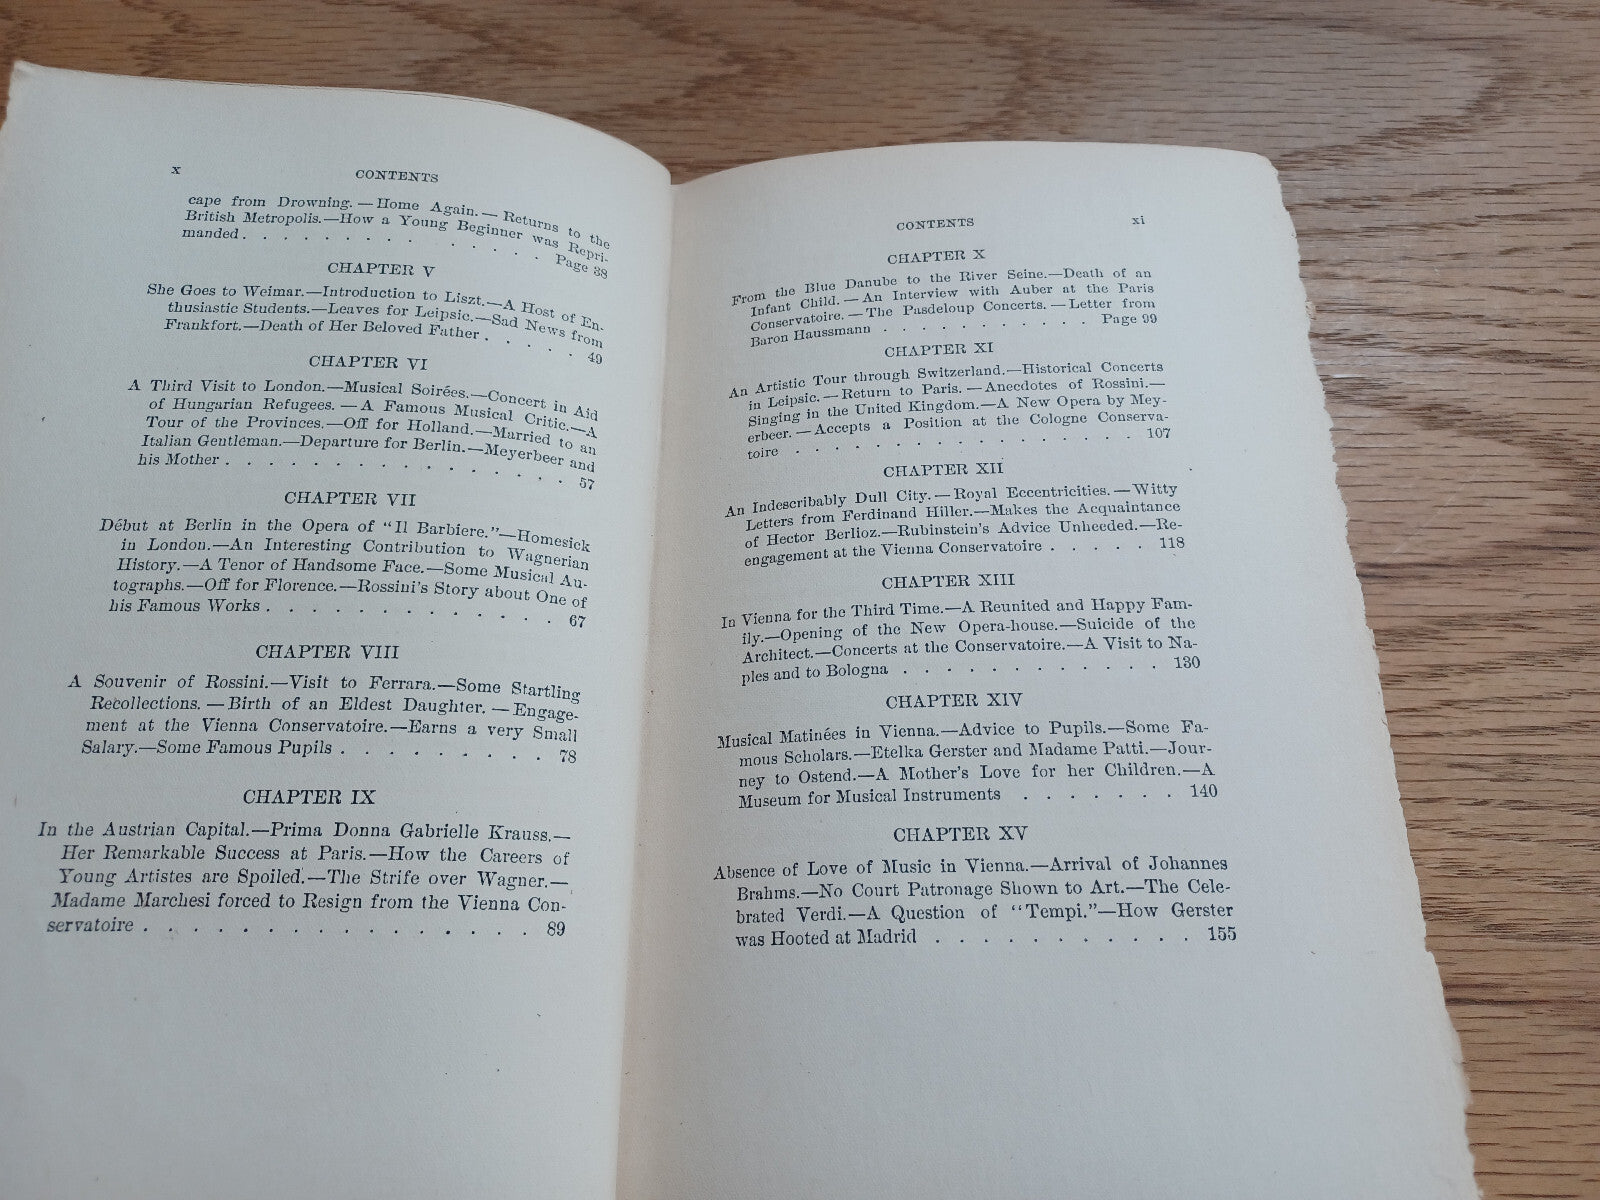 x CONTENTS
cape from Drowning. — Home Again. — Returns to the
British Metropolis.—How a Young Beginner was Repri-
manded . . . . . . . . . . . . . . Page 38
CHAPTER V
She Goes to Weimar.—Introduction to Liszt.—A Host of En-
thusiastic Students.—Leaves for Leipsic.—Sad News from
Frankfort.—Death of Her Beloved Father . . . . . 49
CHAPTER VI
A Third Visit to London.—Musical Soirées.—Concert in Aid
of Hungarian Refugees. — A Famous Musical Critic.—A
Tour of the Provinces.—Off for Holland.—Married to an
Italian Gentleman.—Departure for Berlin.—Meyerbeer and
his Mother . . . . . . . . . . . . . 57
CHAPTER VII
Début at Berlin in the Opera of "Il Barbiere."—Homesick
in London.—An Interesting Contribution to Wagnerian
History.—A Tenor of Handsome Face.—Some Musical Au-
tographs.—Off for Florence.—Rossini's Story about One of
his Famous Works . . . . . . . . . . . . 67
CHAPTER VIII
A Souvenir of Rossini.—Visit to Ferrara.—Some Startling
Recollections. — Birth of an Eldest Daughter. — Engage-
ment at the Vienna Conservatoire.—Earns a very Small
Salary.—Some Famous Pupils . . . . . . . . 78
CHAPTER IX
In the Austrian Capital.—Prima Donna Gabrielle Krauss.—
Her Remarkable Success at Paris.—How the Careers of
Young Artistes are Spoiled.—The Strife over Wagner.—
Madame Marchesi forced to Resign from the Vienna Con-
servatoire . . . . . . . . . . . . . . 89
CONTENTS xi
CHAPTER X
From the Blue Danube to the River Seine.—Death of an
Infant Child. — An Interview with Auber at the Paris
Conservatoire. — The Pasdeloup Concerts. — Letter from
Baron Haussmann . . . . . . . . . . . Page 99
CHAPTER XI
An Artistic Tour through Switzerland.—Historical Concerts
in Leipsic. — Return to Paris. — Anecdotes of Rossini.—
Singing in the United Kingdom.—A New Opera by Mey-
erbeer. — Accepts a Position at the Cologne Conserva-
toire . . . . . . . . . . . . . . 107
CHAPTER XII
An Indescribably Dull City. — Royal Eccentricities. — Witty
Letters from Ferdinand Hiller.—Makes the Acquaintance
of Hector Berlioz.—Rubinstein's Advice Unheeded.—Re-
engagement at the Vienna Conservatoire . . . . . 118
CHAPTER XIII
In Vienna for the Third Time.—A Reunited and Happy Fam-
ily.—Opening of the New Opera-house.—Suicide of the
Architect.—Concerts at the Conservatoire.—A Visit to Na-
ples and to Bologna . . . . . . . . . . . . 130
CHAPTER XIV
Musical Matinées in Vienna.—Advice to Pupils.—Some Fa-
mous Scholars.—Etelka Gerster and Madame Patti.—Jour-
ney to Ostend.—A Mother's Love for her Children.—A
Museum for Musical Instruments . . . . . . . 140
CHAPTER XV
Absence of Love of Music in Vienna.—Arrival of Johannes
Brahms.—No Court Patronage Shown to Art.—The Cele-
brated Verdi.—A Question of "Tempi."—How Gerster
was Hooted at Madrid . . . . . . . . . . . 155